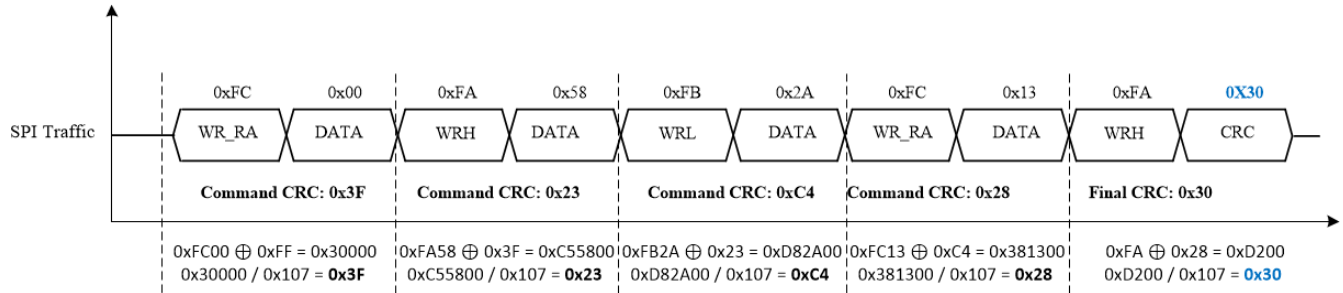 0xFC 0x00 0xFA 0x58 0xFB 0x2A 0xFC 0x13 0xFA 0X30
SPI Traffic WR_RA DATA WRH DATA WRL DATA WR_RA DATA WRH CRC
Command CRC: 0x3F Command CRC: 0x23 Command CRC: 0xC4 Command CRC: 0x28 Final CRC: 0x30
0xFC00 ⊕ 0xFF = 0x30000 0xFA58 ⊕ 0x3F = 0xC55800 0xFB2A ⊕ 0x23 = 0xD82A00 0xFC13 ⊕ 0xC4 = 0x381300 0xFA ⊕ 0x28 = 0xD200
0x30000 / 0x107 = 0x3F 0xC55800 / 0x107 = 0x23 0xD82A00 / 0x107 = 0xC4 0x381300 / 0x107 = 0x28 0xD200 / 0x107 = 0x30